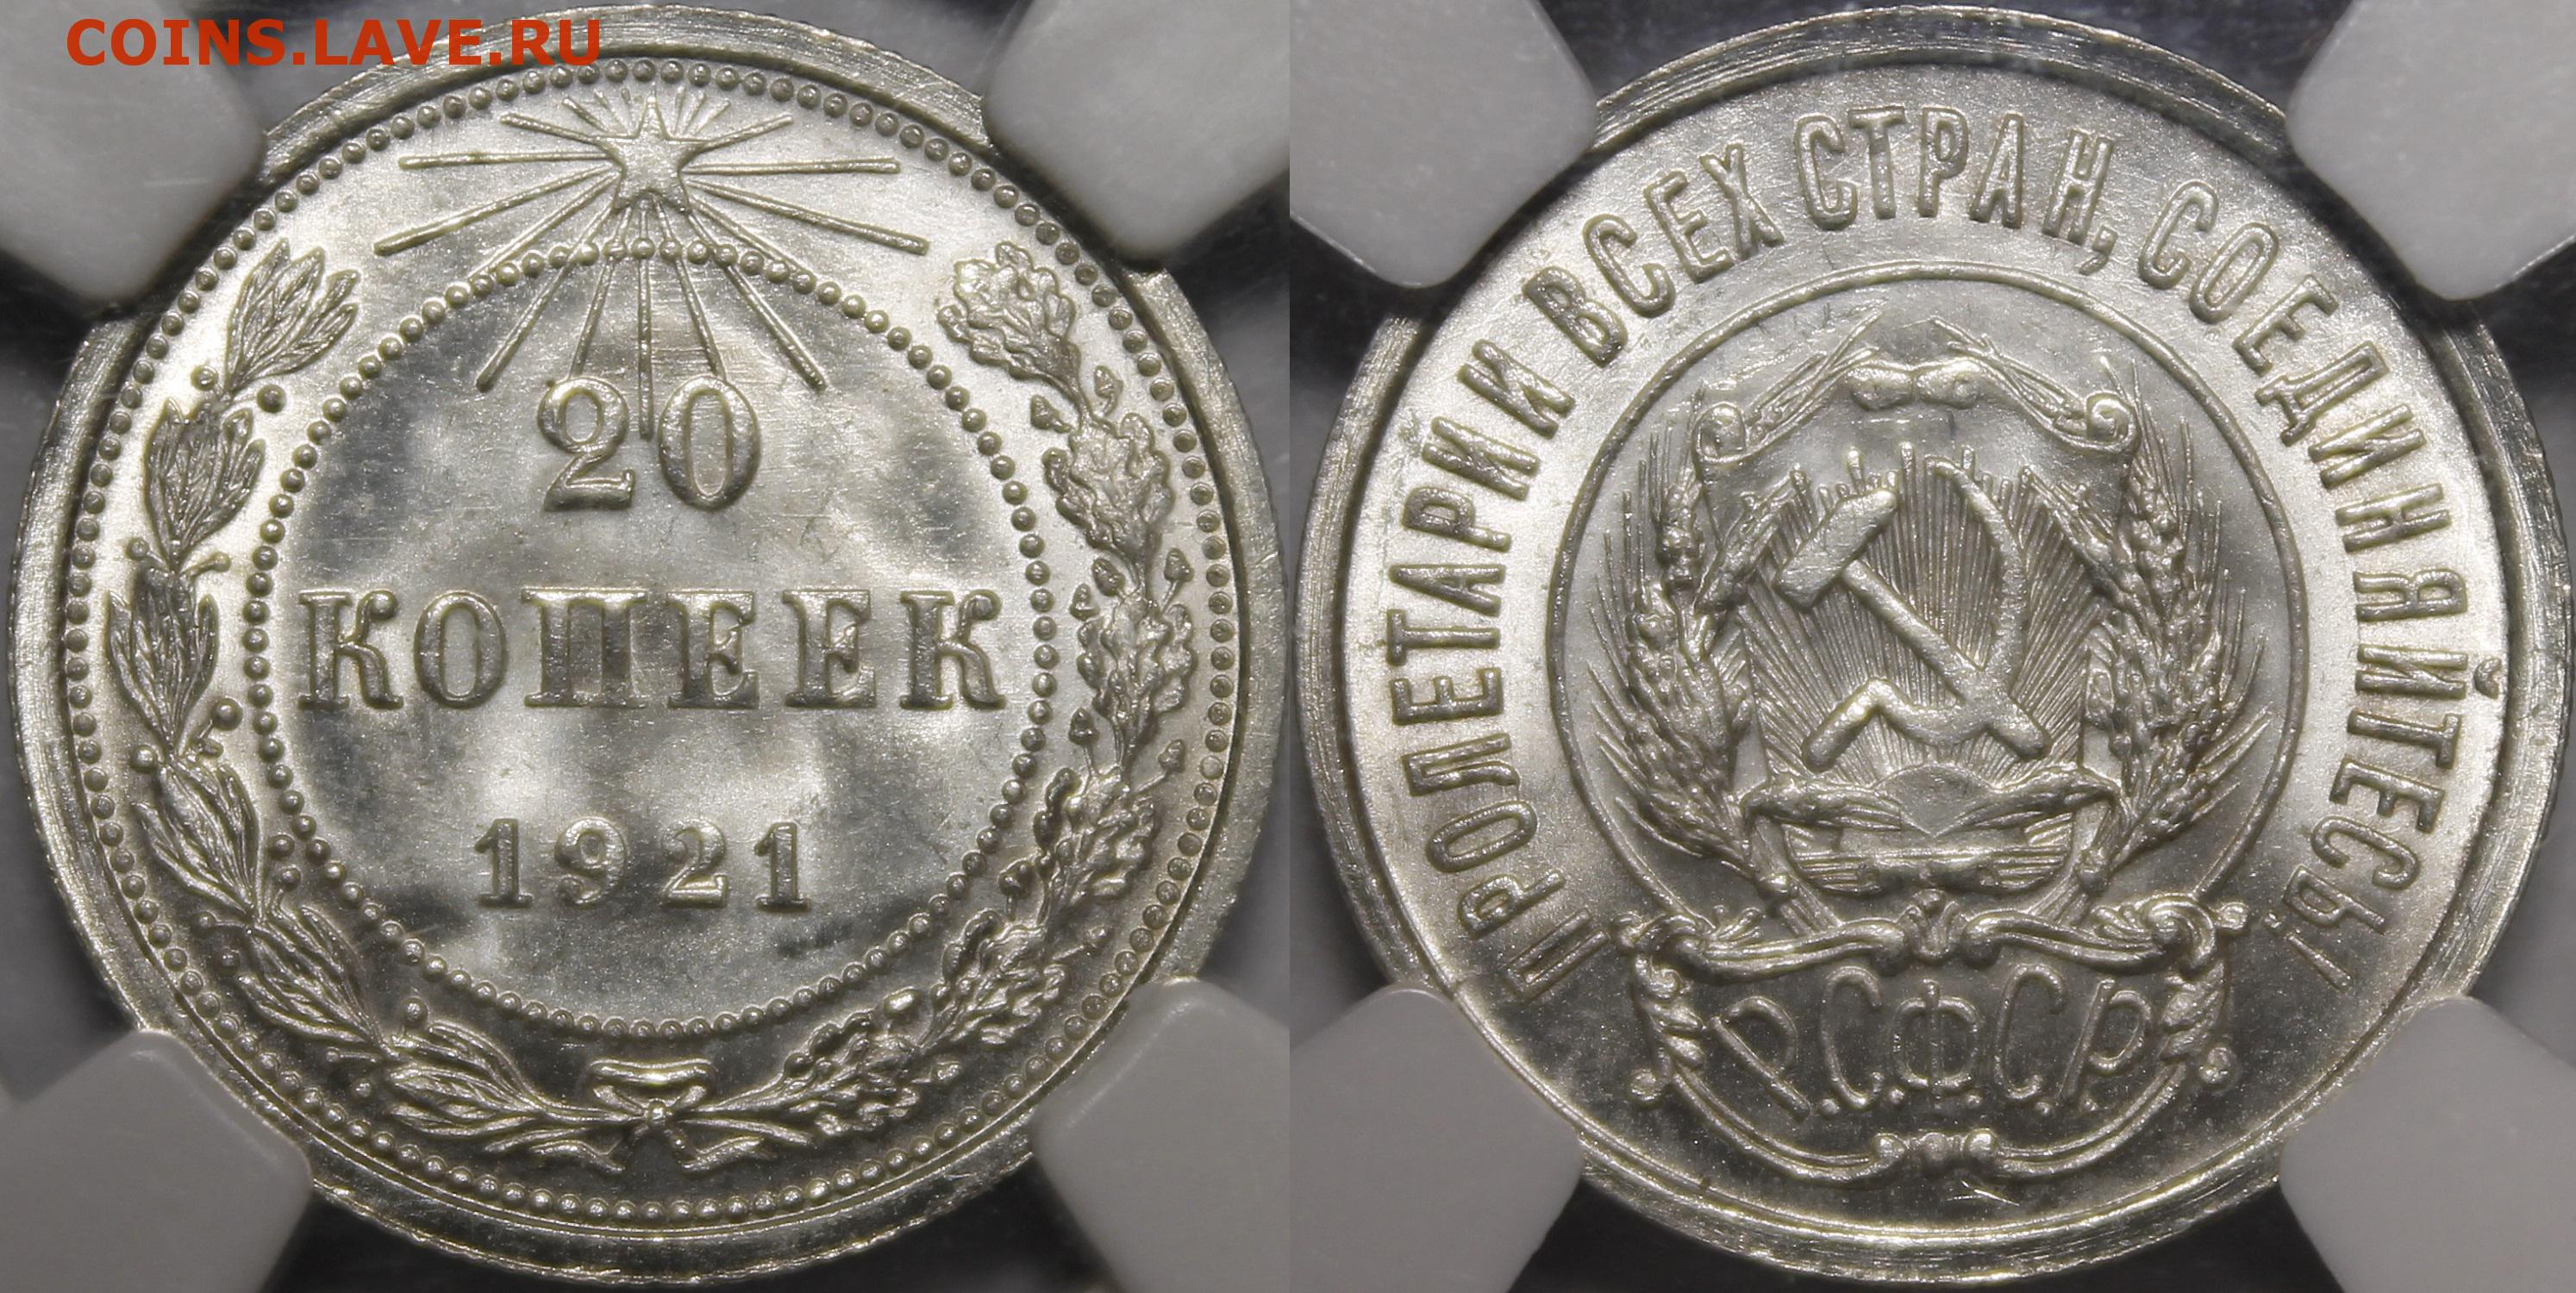 COINS.LAVE.RU
20
КОПЕЕК
1921
ПРОЛЕТАРИИ ВСЕХ СТРАН, СОЕДИНЯЙТЕСЬ!
Р.С.Ф.С.Р.